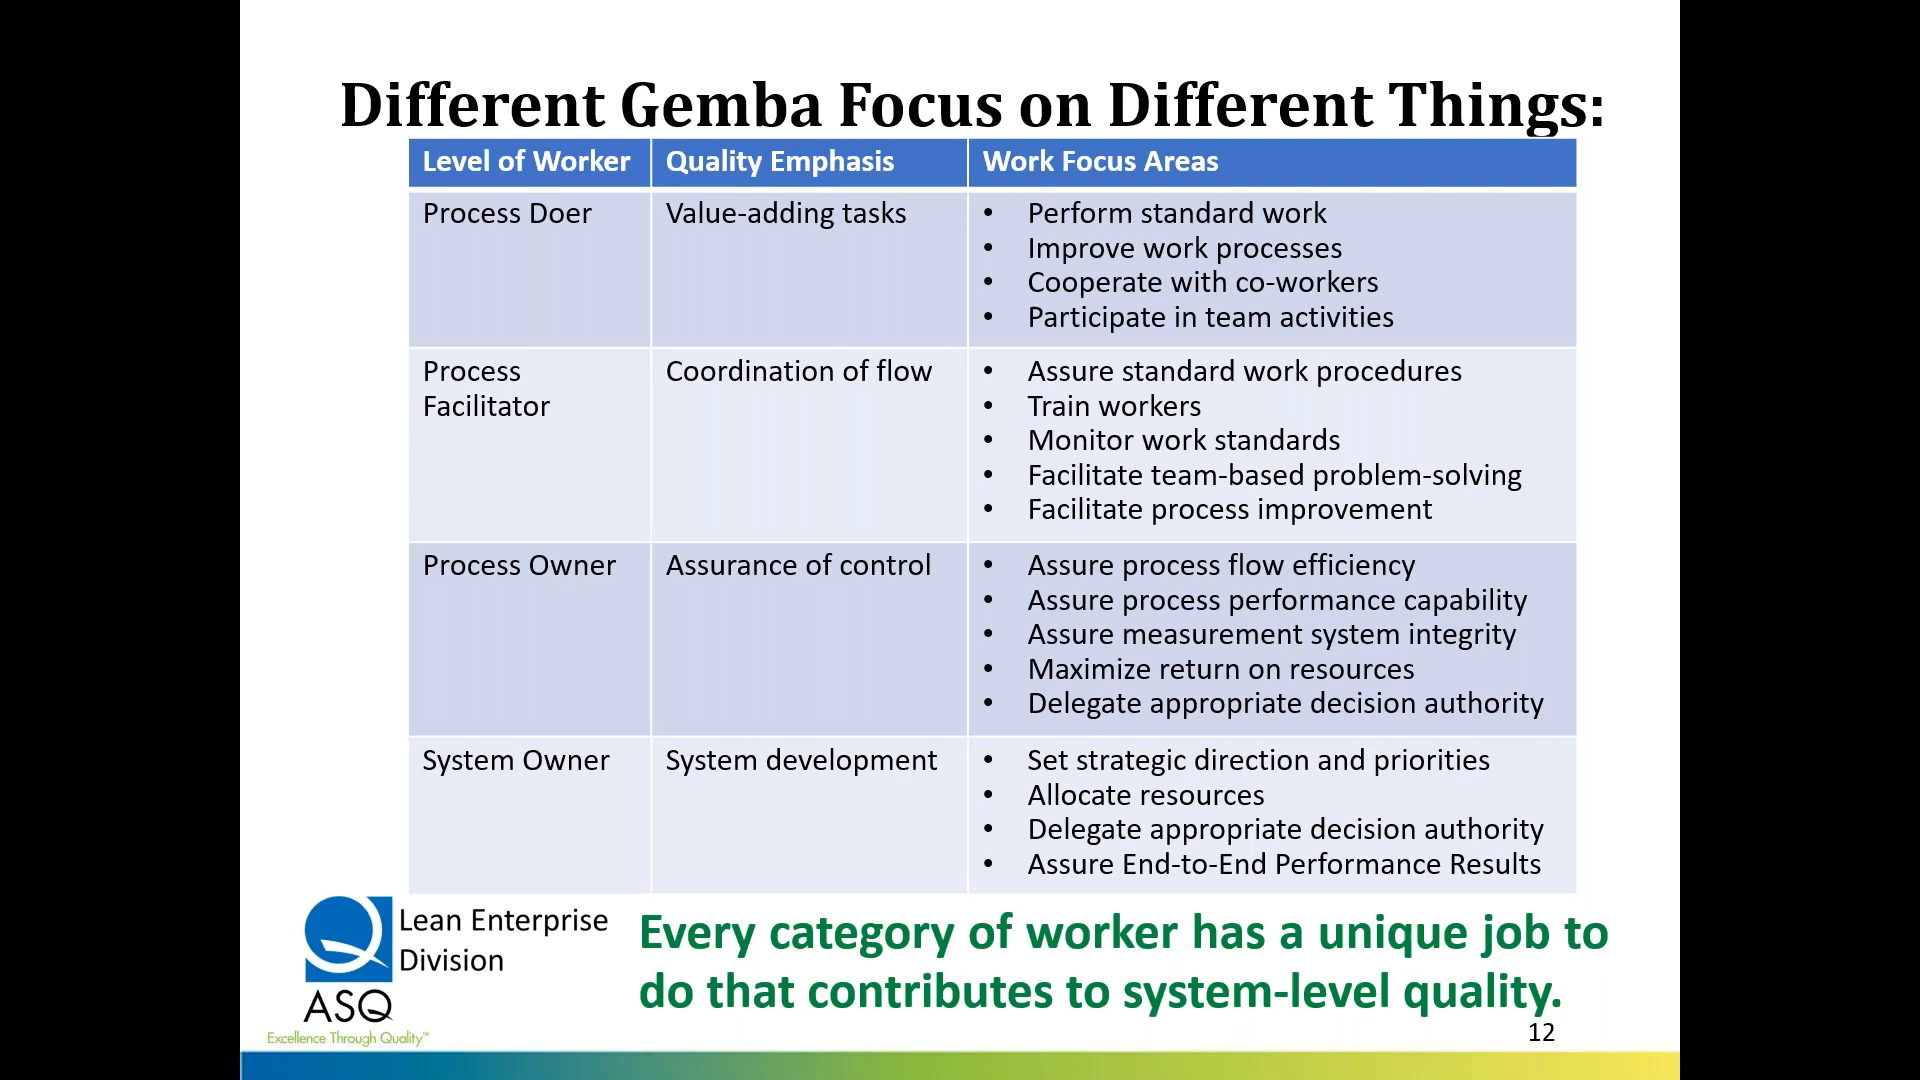 Different Gemba Focus on Different Things:
Level of Worker Quality Emphasis Work Focus Areas
Process Doer Value-adding tasks • Perform standard work
• Improve work processes
• Cooperate with co-workers
• Participate in team activities
Process Facilitator Coordination of flow • Assure standard work procedures
• Train workers
• Monitor work standards
• Facilitate team-based problem-solving
• Facilitate process improvement
Process Owner Assurance of control • Assure process flow efficiency
• Assure process performance capability
• Assure measurement system integrity
• Maximize return on resources
• Delegate appropriate decision authority
System Owner System development • Set strategic direction and priorities
• Allocate resources
• Delegate appropriate decision authority
• Assure End-to-End Performance Results
Lean Enterprise
Division
ASQ
Excellence Through Quality™
Every category of worker has a unique job to
do that contributes to system-level quality.
12